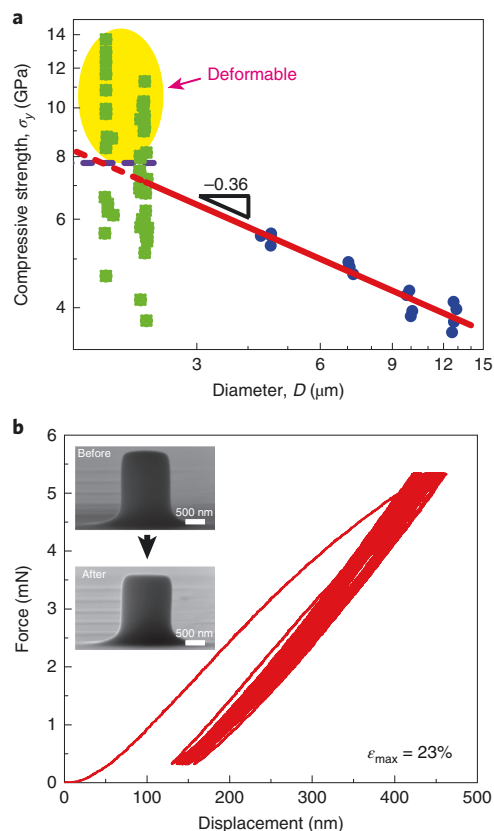 a
14
12
10
8
6
4
Compressive strength, σy (GPa)
Deformable
−0.36
3
6
9
12
15
Diameter, D (μm)
b
6
5
4
3
2
1
0
Force (mN)
Before
500 nm
After
500 nm
εmax = 23%
0
100
200
300
400
500
Displacement (nm)